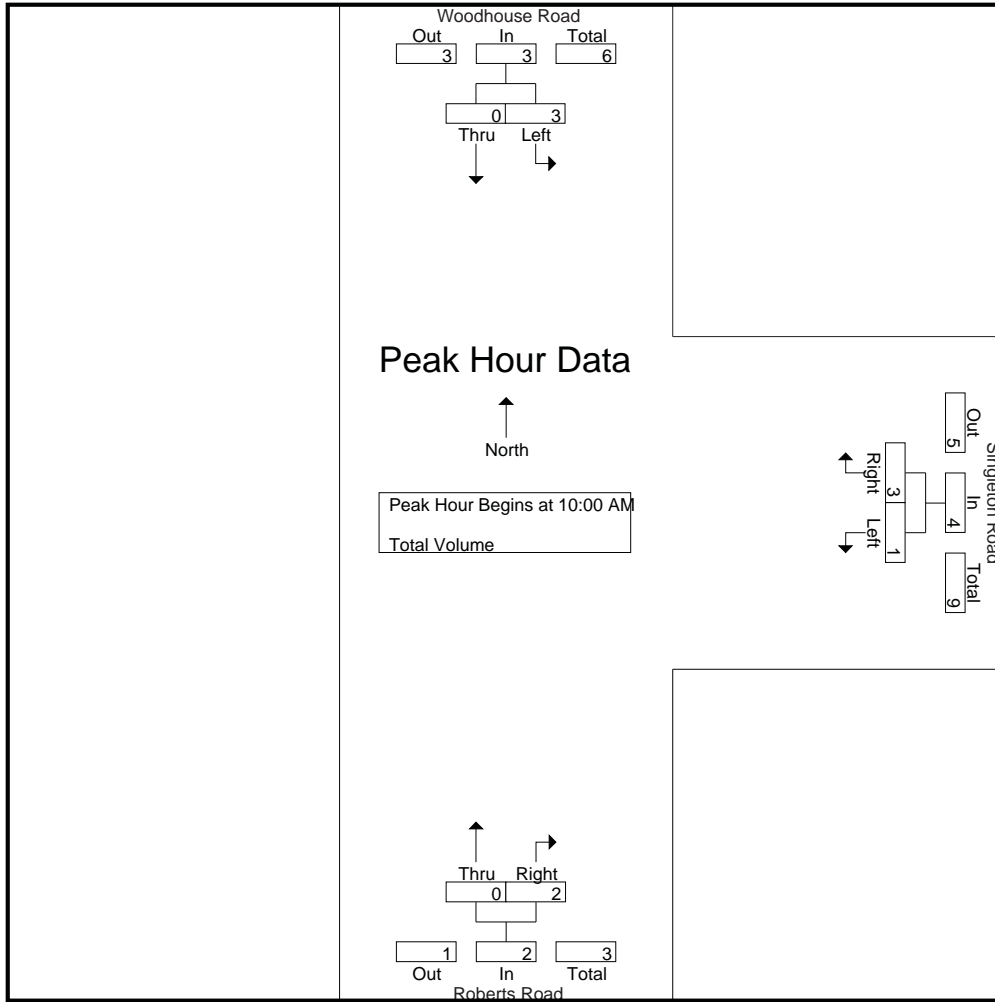 Woodhouse Road
Out In Total
3 3 6
0 3
Thru Left
Peak Hour Data
North
Peak Hour Begins at 10:00 AM
Total Volume
Right Left
3 1
Out In Total
5 4 9
Singleton Road
Thru Right
0 2
1 2 3
Out In Total
Roberts Road